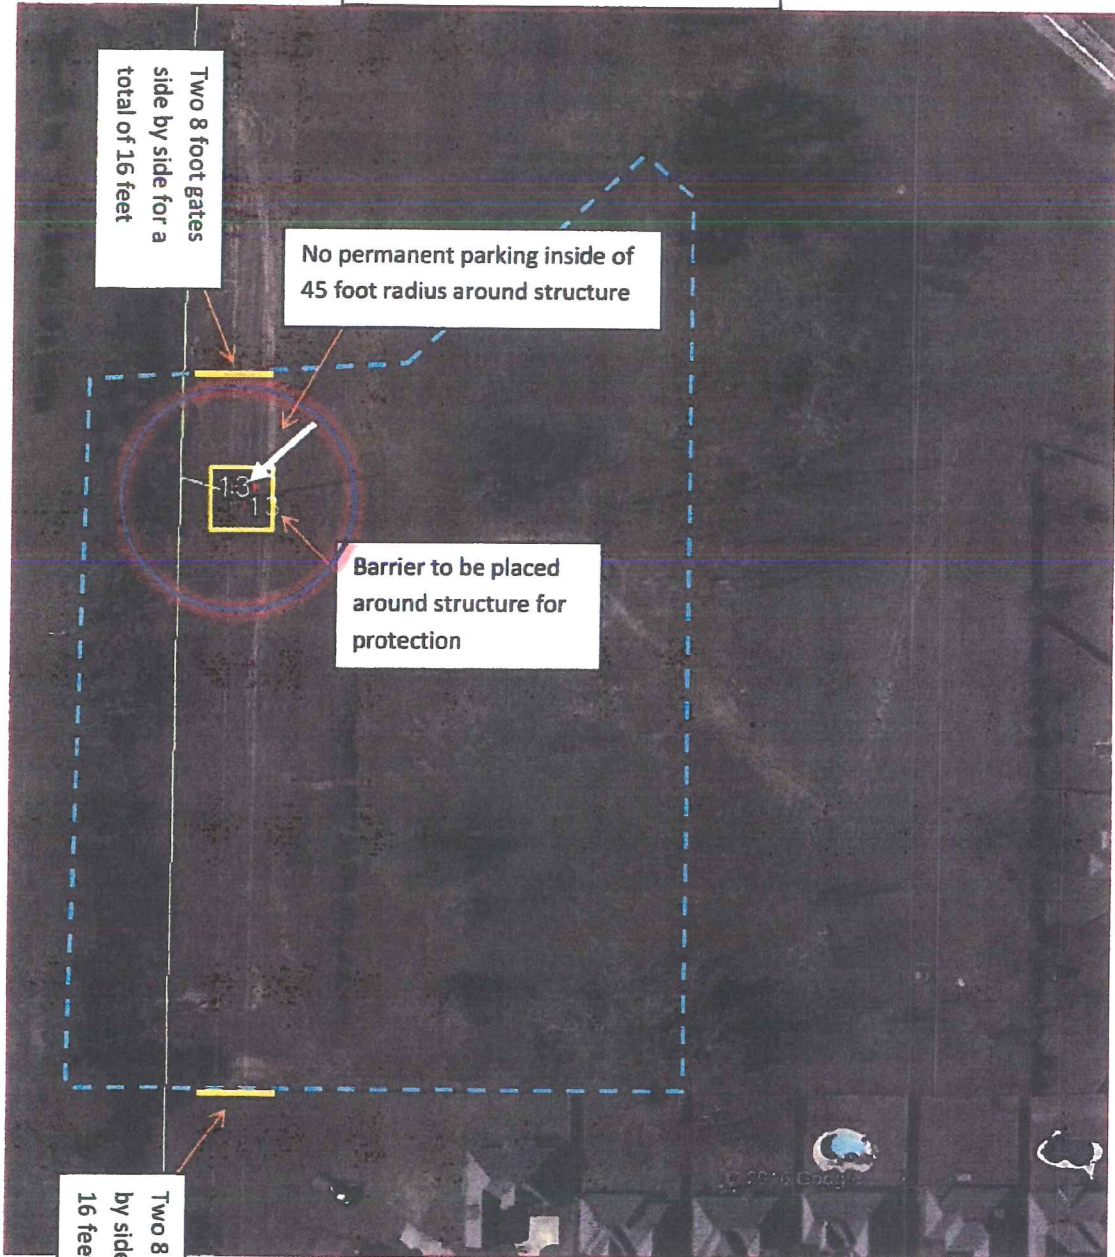 Two 8 foot gates
side by side for a
total of 16 feet
No permanent parking inside of
45 foot radius around structure
13
13
Barrier to be placed
around structure for
protection
Two 8
by side
16 fee